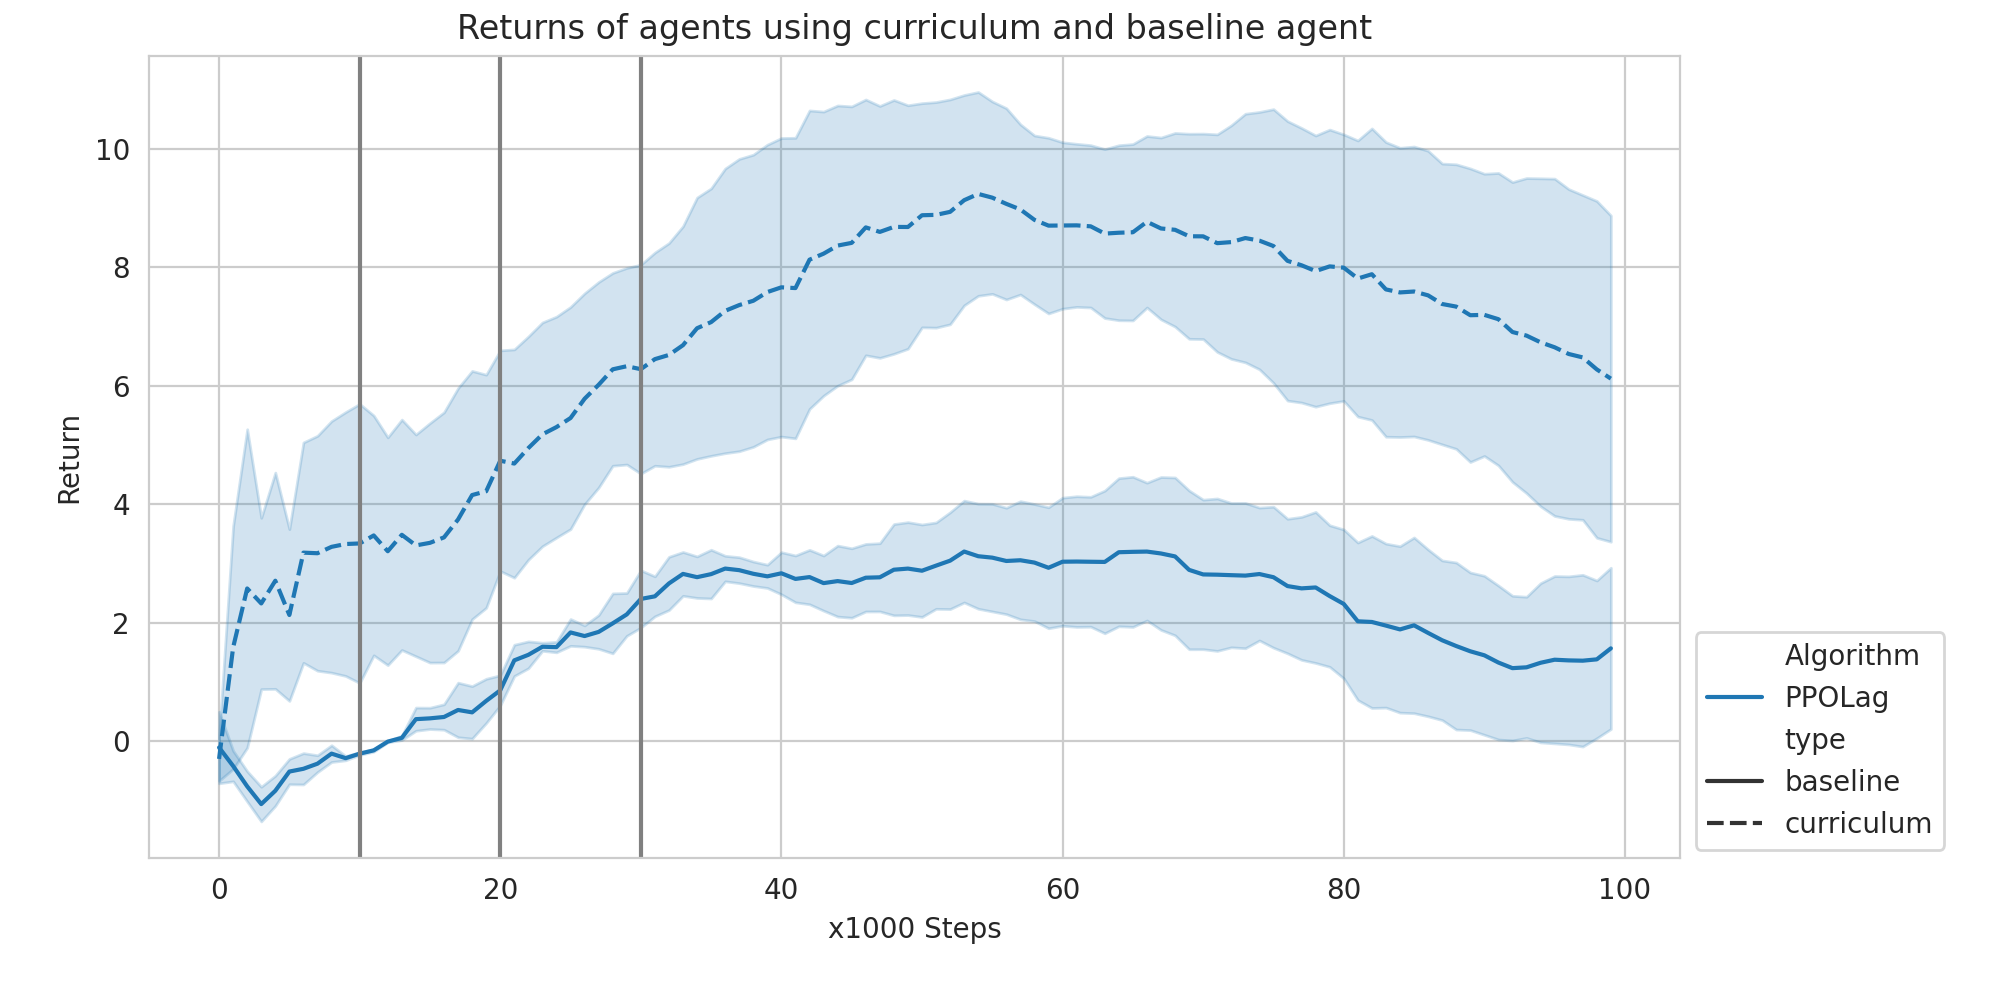 Returns of agents using curriculum and baseline agent
10
8
6
4
2
0
Return
0 20 40 60 80 100
x1000 Steps
Algorithm
PPOLag
type
baseline
curriculum